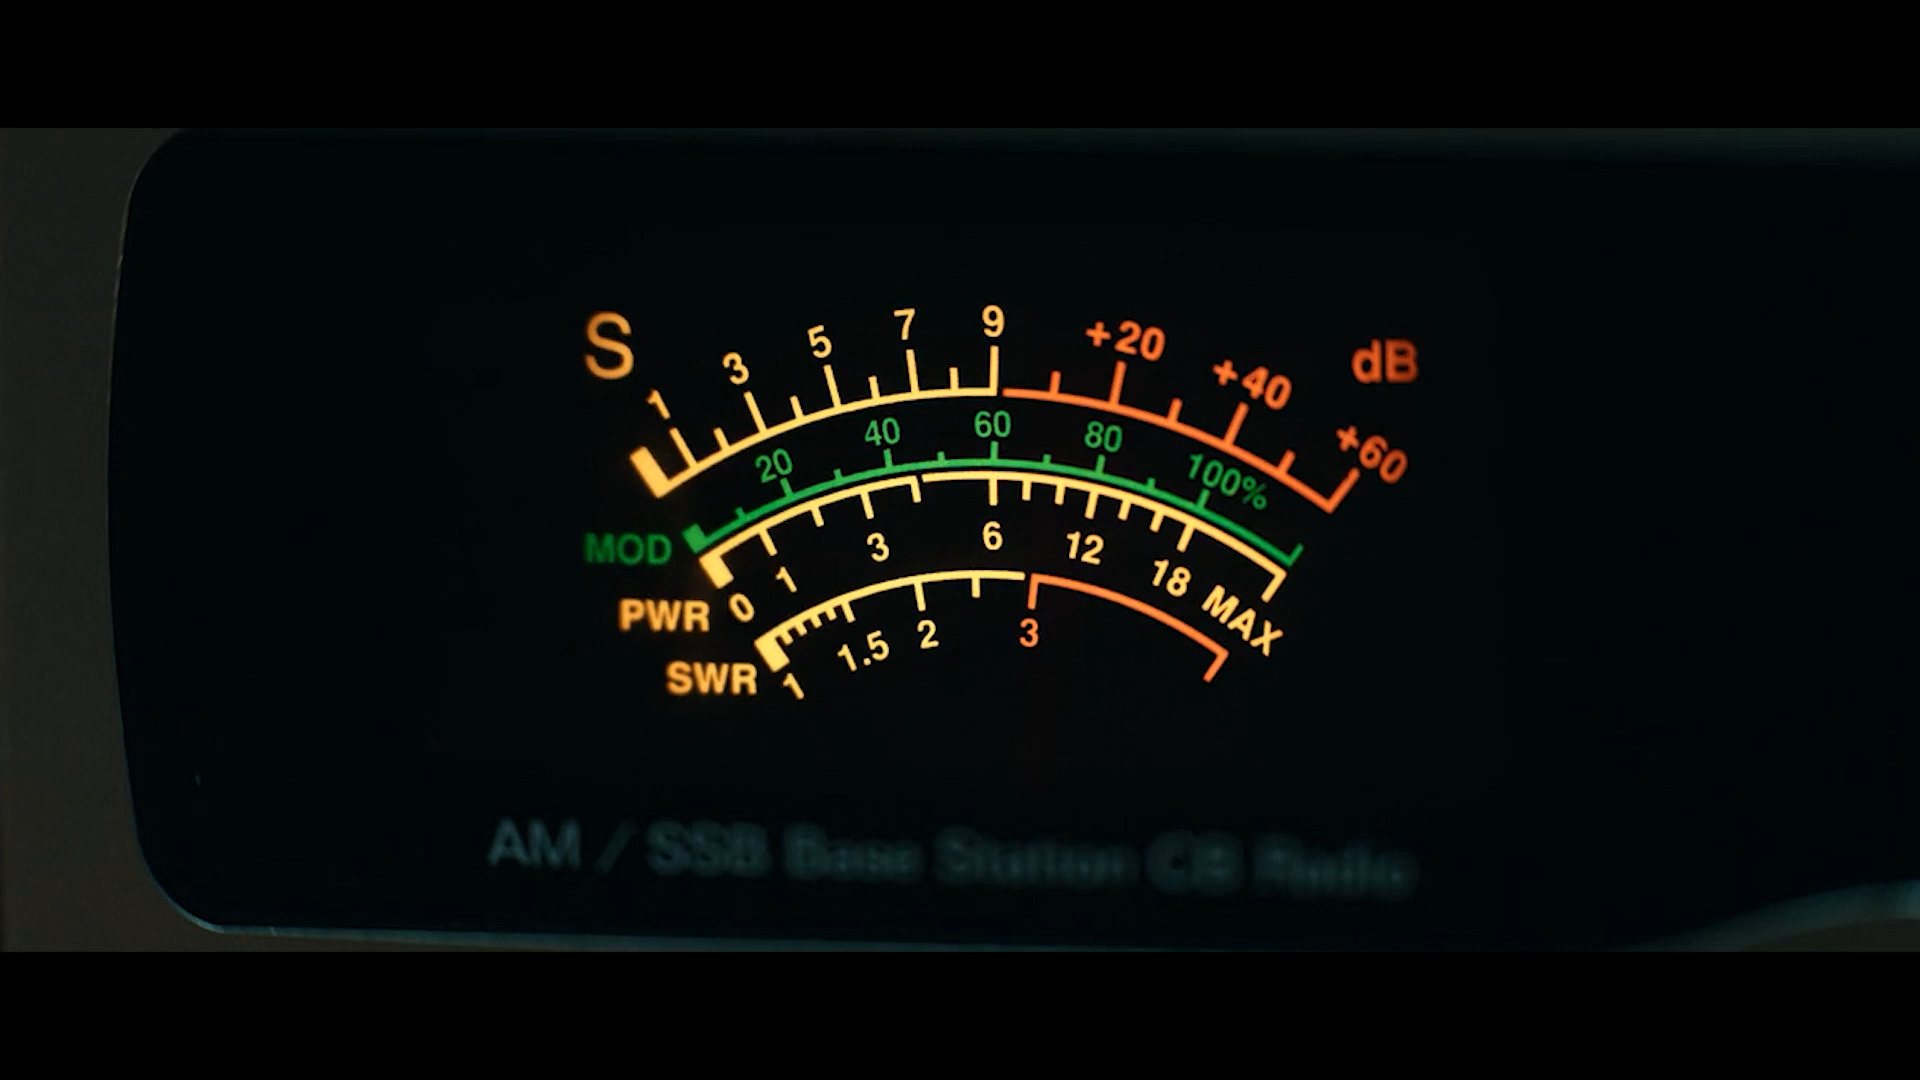 S 1 3 5 7 9 +20 +40 +60 dB
MOD 20 40 60 80 100%
PWR 0 1 3 6 12 18 MAX
SWR 1 1.5 2 3
AM / SSB Base Station CB Radio